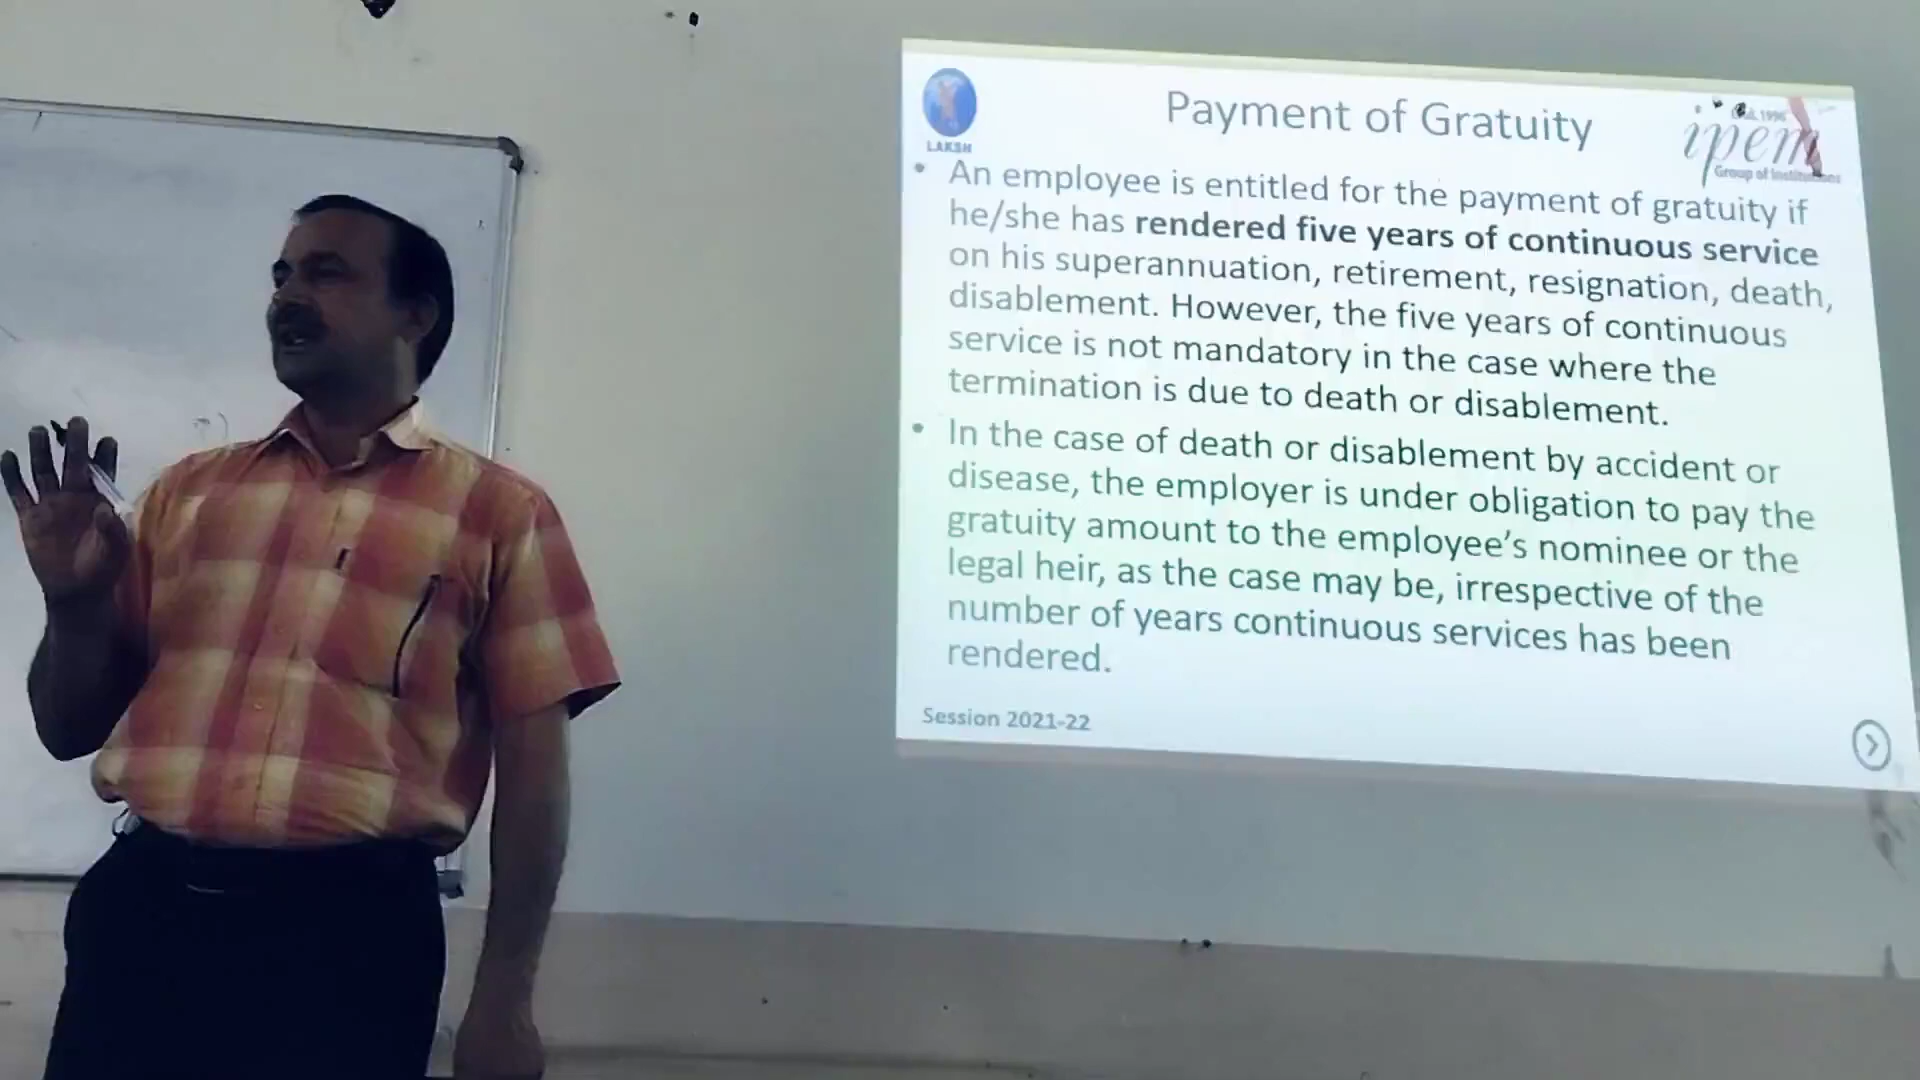 LAKSH
Payment of Gratuity
Estd. 1996
ipem
Group of Institutions
• An employee is entitled for the payment of gratuity if
he/she has rendered five years of continuous service
on his superannuation, retirement, resignation, death,
disablement. However, the five years of continuous
service is not mandatory in the case where the
termination is due to death or disablement.
• In the case of death or disablement by accident or
disease, the employer is under obligation to pay the
gratuity amount to the employee’s nominee or the
legal heir, as the case may be, irrespective of the
number of years continuous services has been
rendered.
Session 2021-22